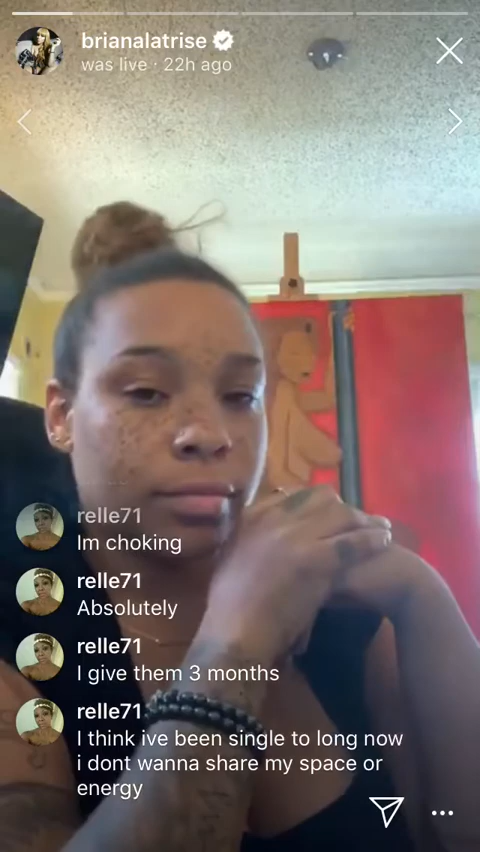 brianalatrise
was live · 22h ago
relle71
Im choking
relle71
Absolutely
relle71
I give them 3 months
relle71
I think ive been single to long now
i dont wanna share my space or
energy